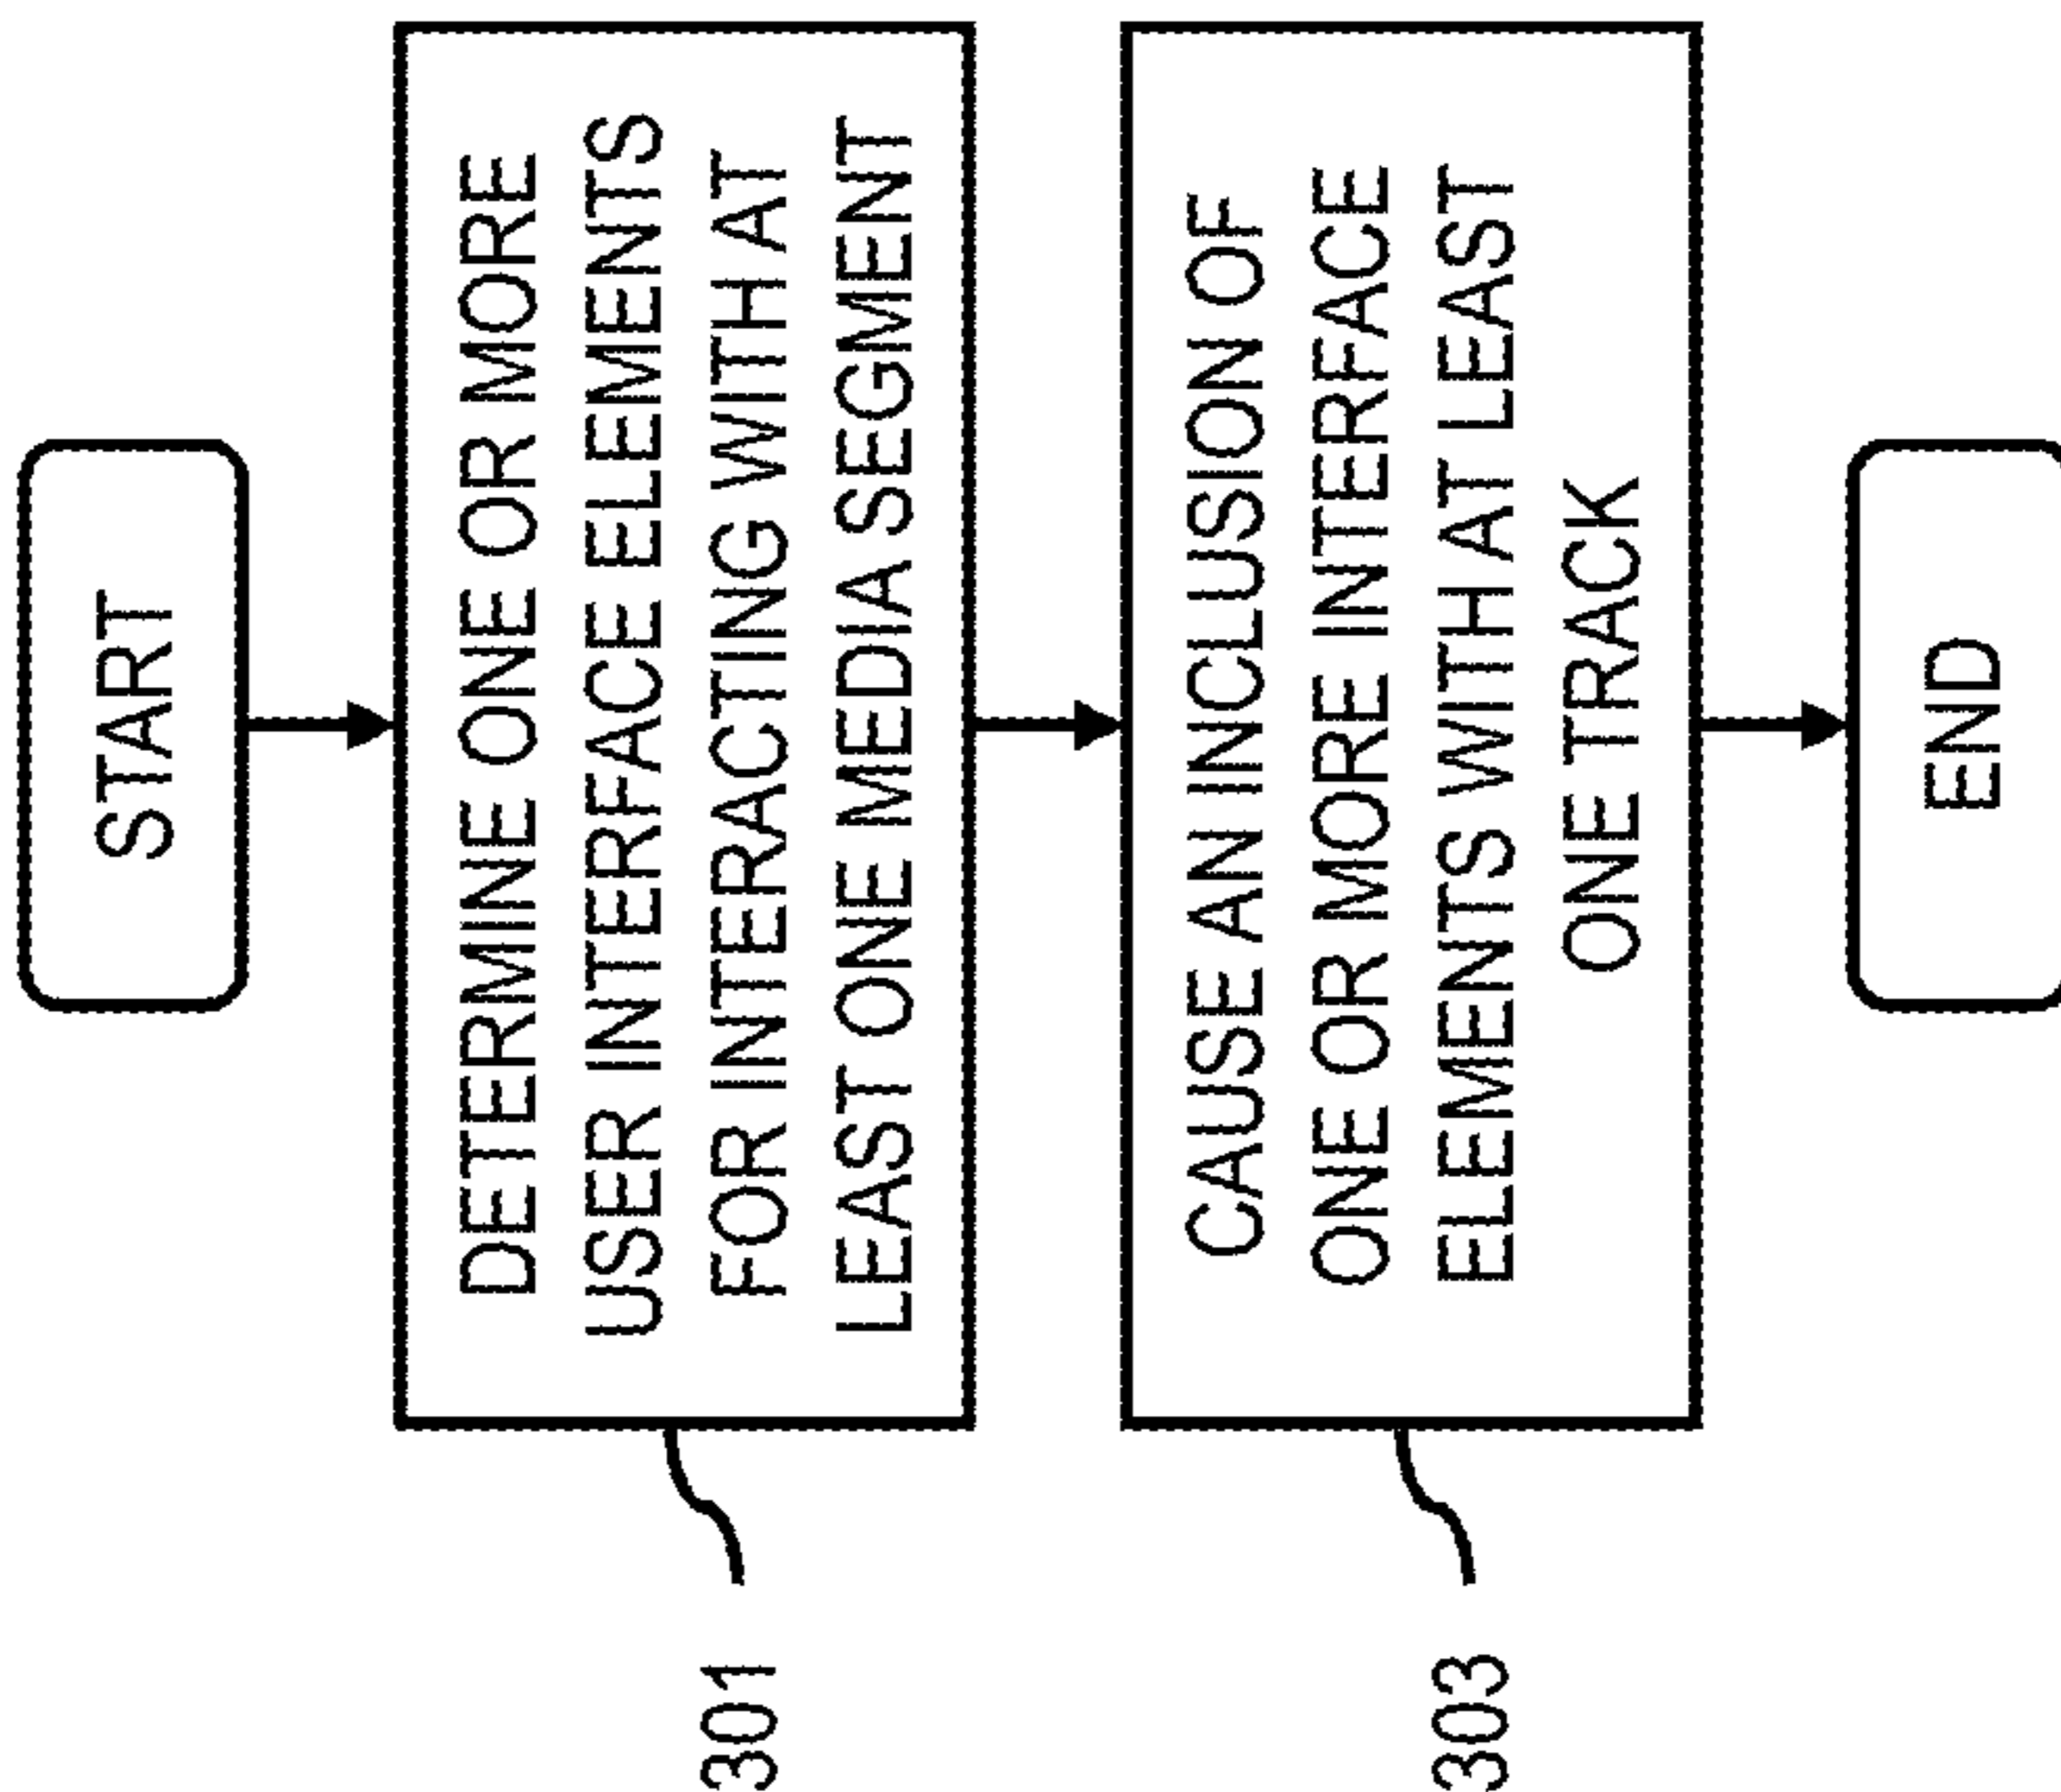 START
DETERMINE ONE OR MORE
USER INTERFACE ELEMENTS
FOR INTERACTING WITH AT
LEAST ONE MEDIA SEGMENT
301
CAUSE AN INCLUSION OF
ONE OR MORE INTERFACE
ELEMENTS WITH AT LEAST
ONE TRACK
303
END